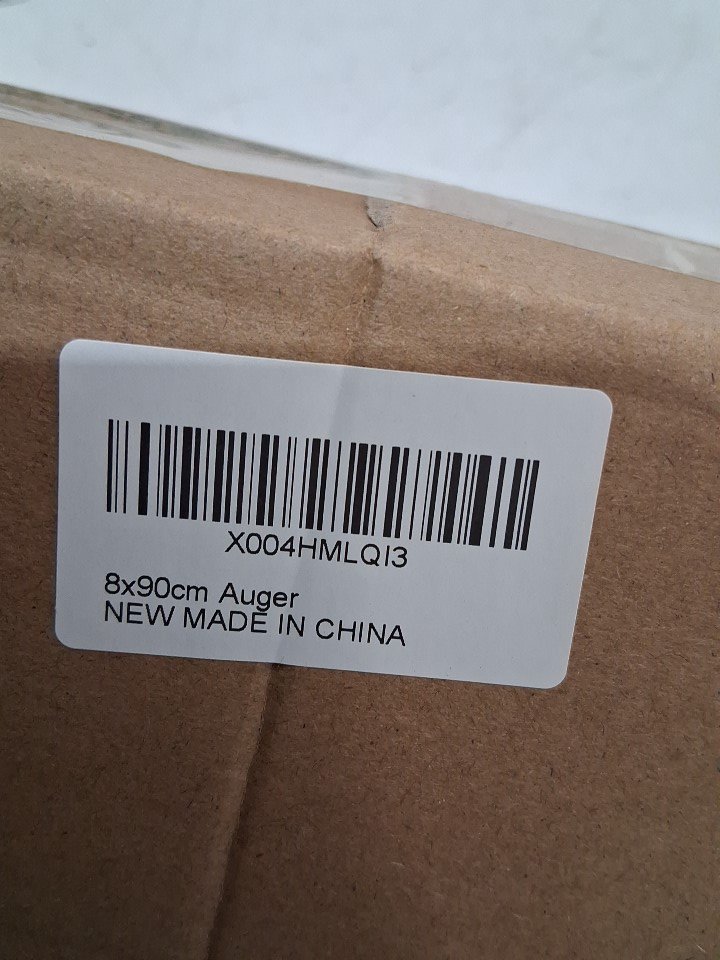 X004HMLQI3
8x90cm Auger
NEW MADE IN CHINA